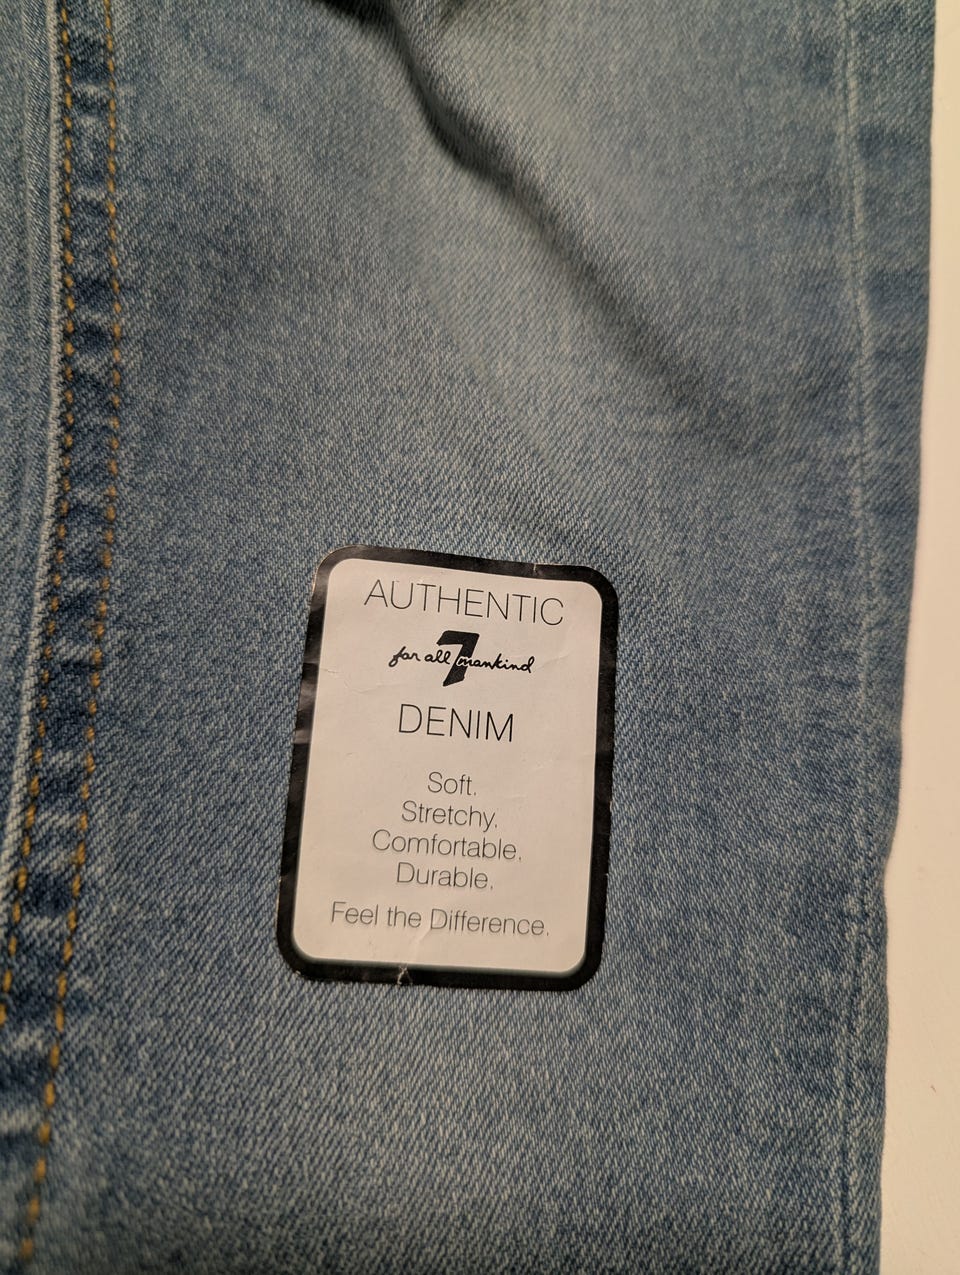 AUTHENTIC
7
for all mankind
DENIM
Soft.
Stretchy.
Comfortable.
Durable.
Feel the Difference.